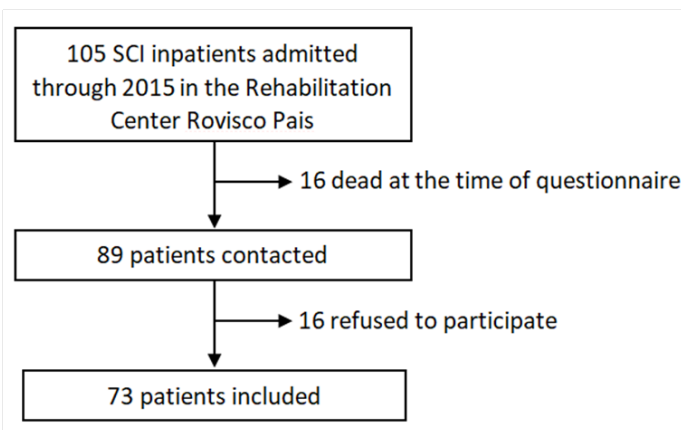 105 SCI inpatients admitted
through 2015 in the Rehabilitation
Center Rovisco Pais
16 dead at the time of questionnaire
89 patients contacted
16 refused to participate
73 patients included